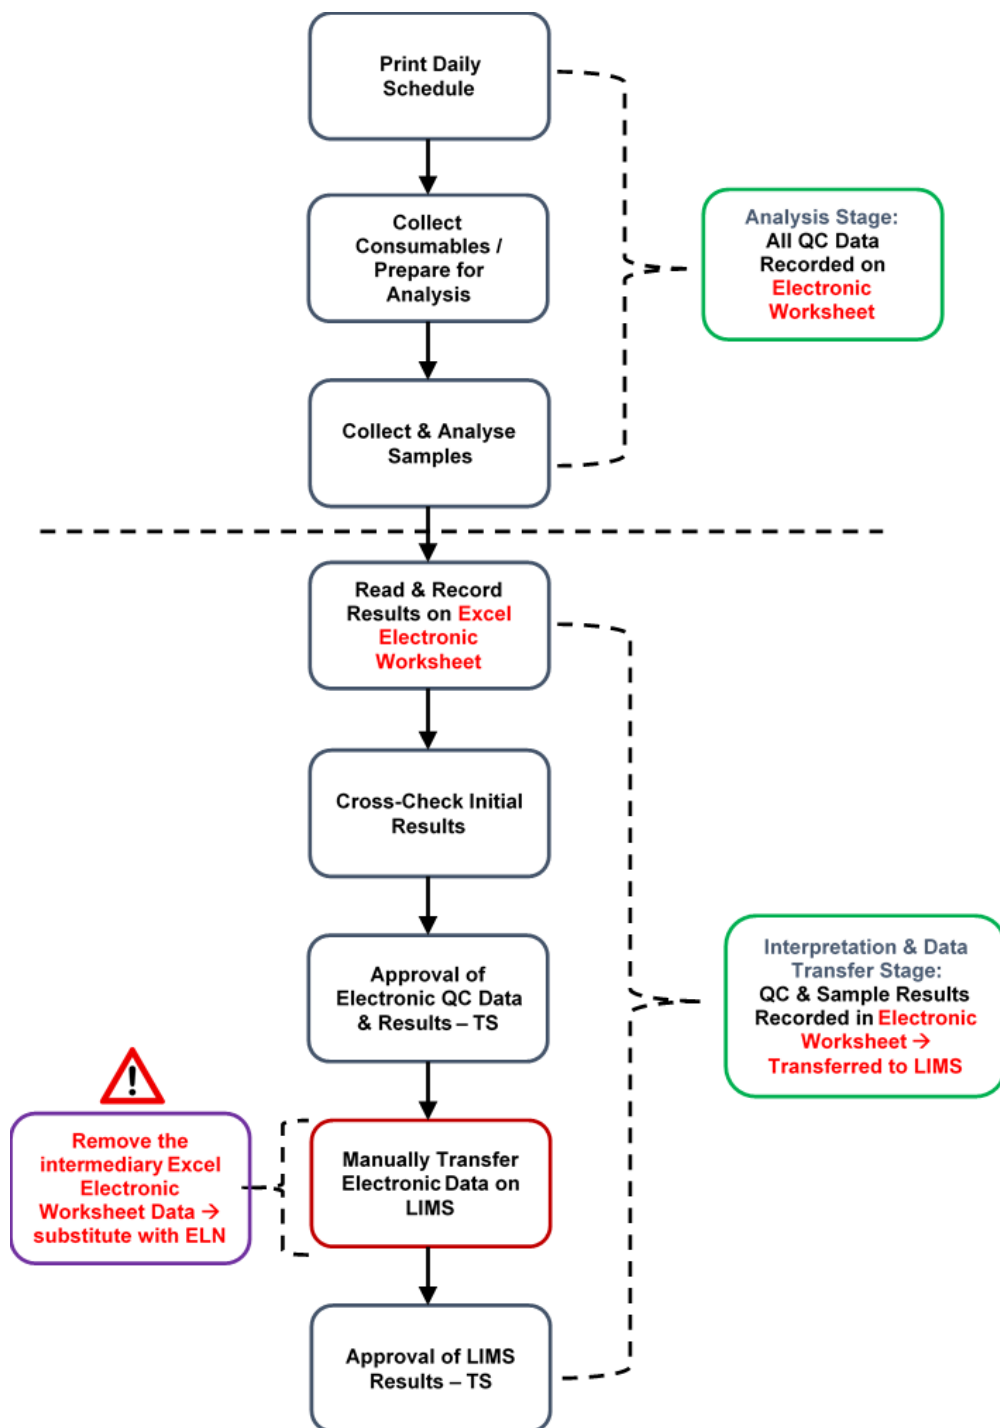 Print Daily
Schedule
Collect
Consumables /
Prepare for
Analysis
Analysis Stage:
All QC Data
Recorded on
Electronic
Worksheet
Collect & Analyse
Samples
Read & Record
Results on Excel
Electronic
Worksheet
Cross-Check Initial
Results
Approval of
Electronic QC Data
& Results – TS
Interpretation & Data
Transfer Stage:
QC & Sample Results
Recorded in Electronic
Worksheet →
Transferred to LIMS
!
Remove the
intermediary Excel
Electronic
Worksheet Data →
substitute with ELN
Manually Transfer
Electronic Data on
LIMS
Approval of LIMS
Results – TS